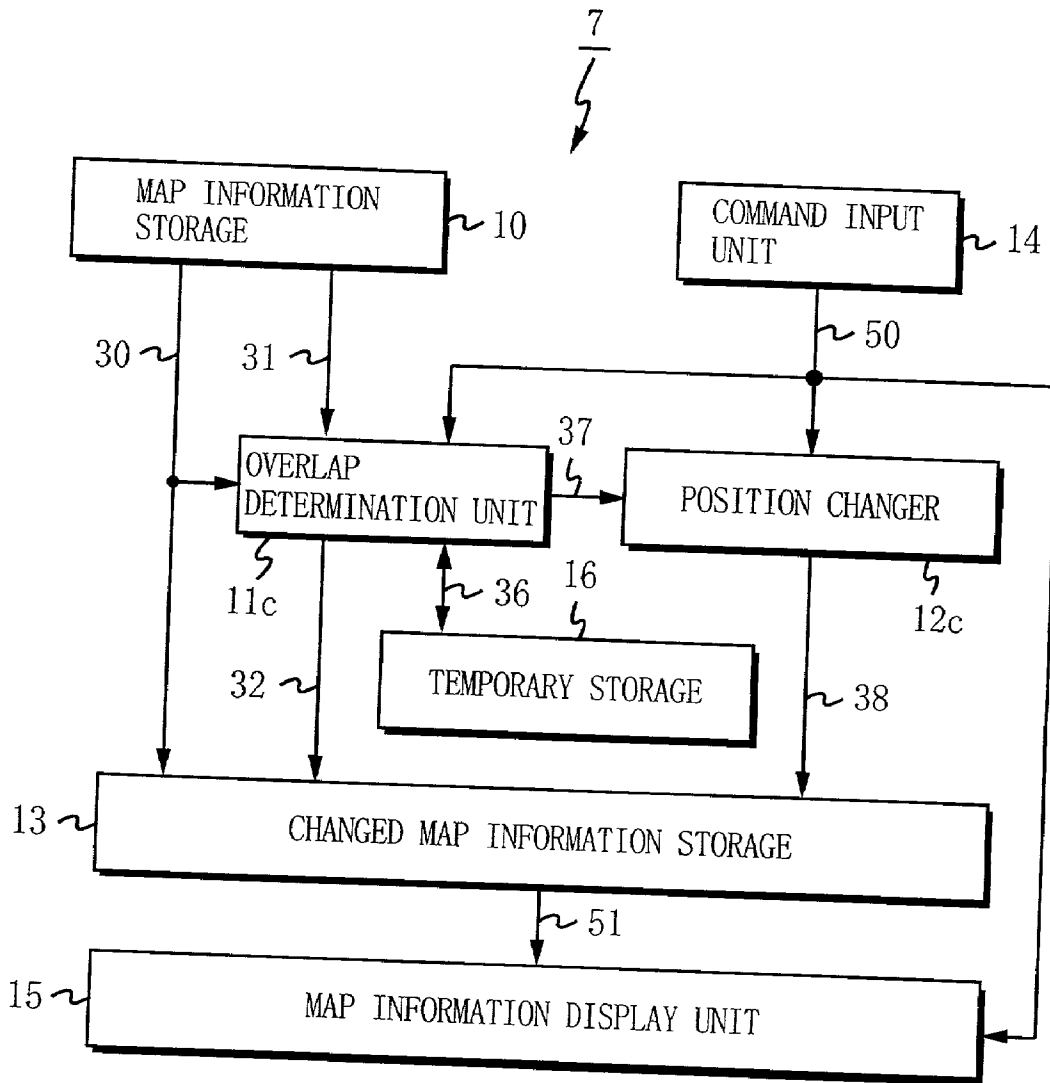 7
MAP INFORMATION
STORAGE
10
COMMAND INPUT
UNIT
14
30
31
50
OVERLAP
DETERMINATION UNIT
37
POSITION CHANGER
11c
36
16
12c
32
TEMPORARY STORAGE
38
13
CHANGED MAP INFORMATION STORAGE
51
15
MAP INFORMATION DISPLAY UNIT